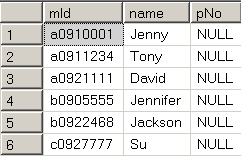 mId name pNo
1 a0910001 Jenny NULL
2 a0911234 Tony NULL
3 a0921111 David NULL
4 b0905555 Jennifer NULL
5 b0922468 Jackson NULL
6 c0927777 Su NULL